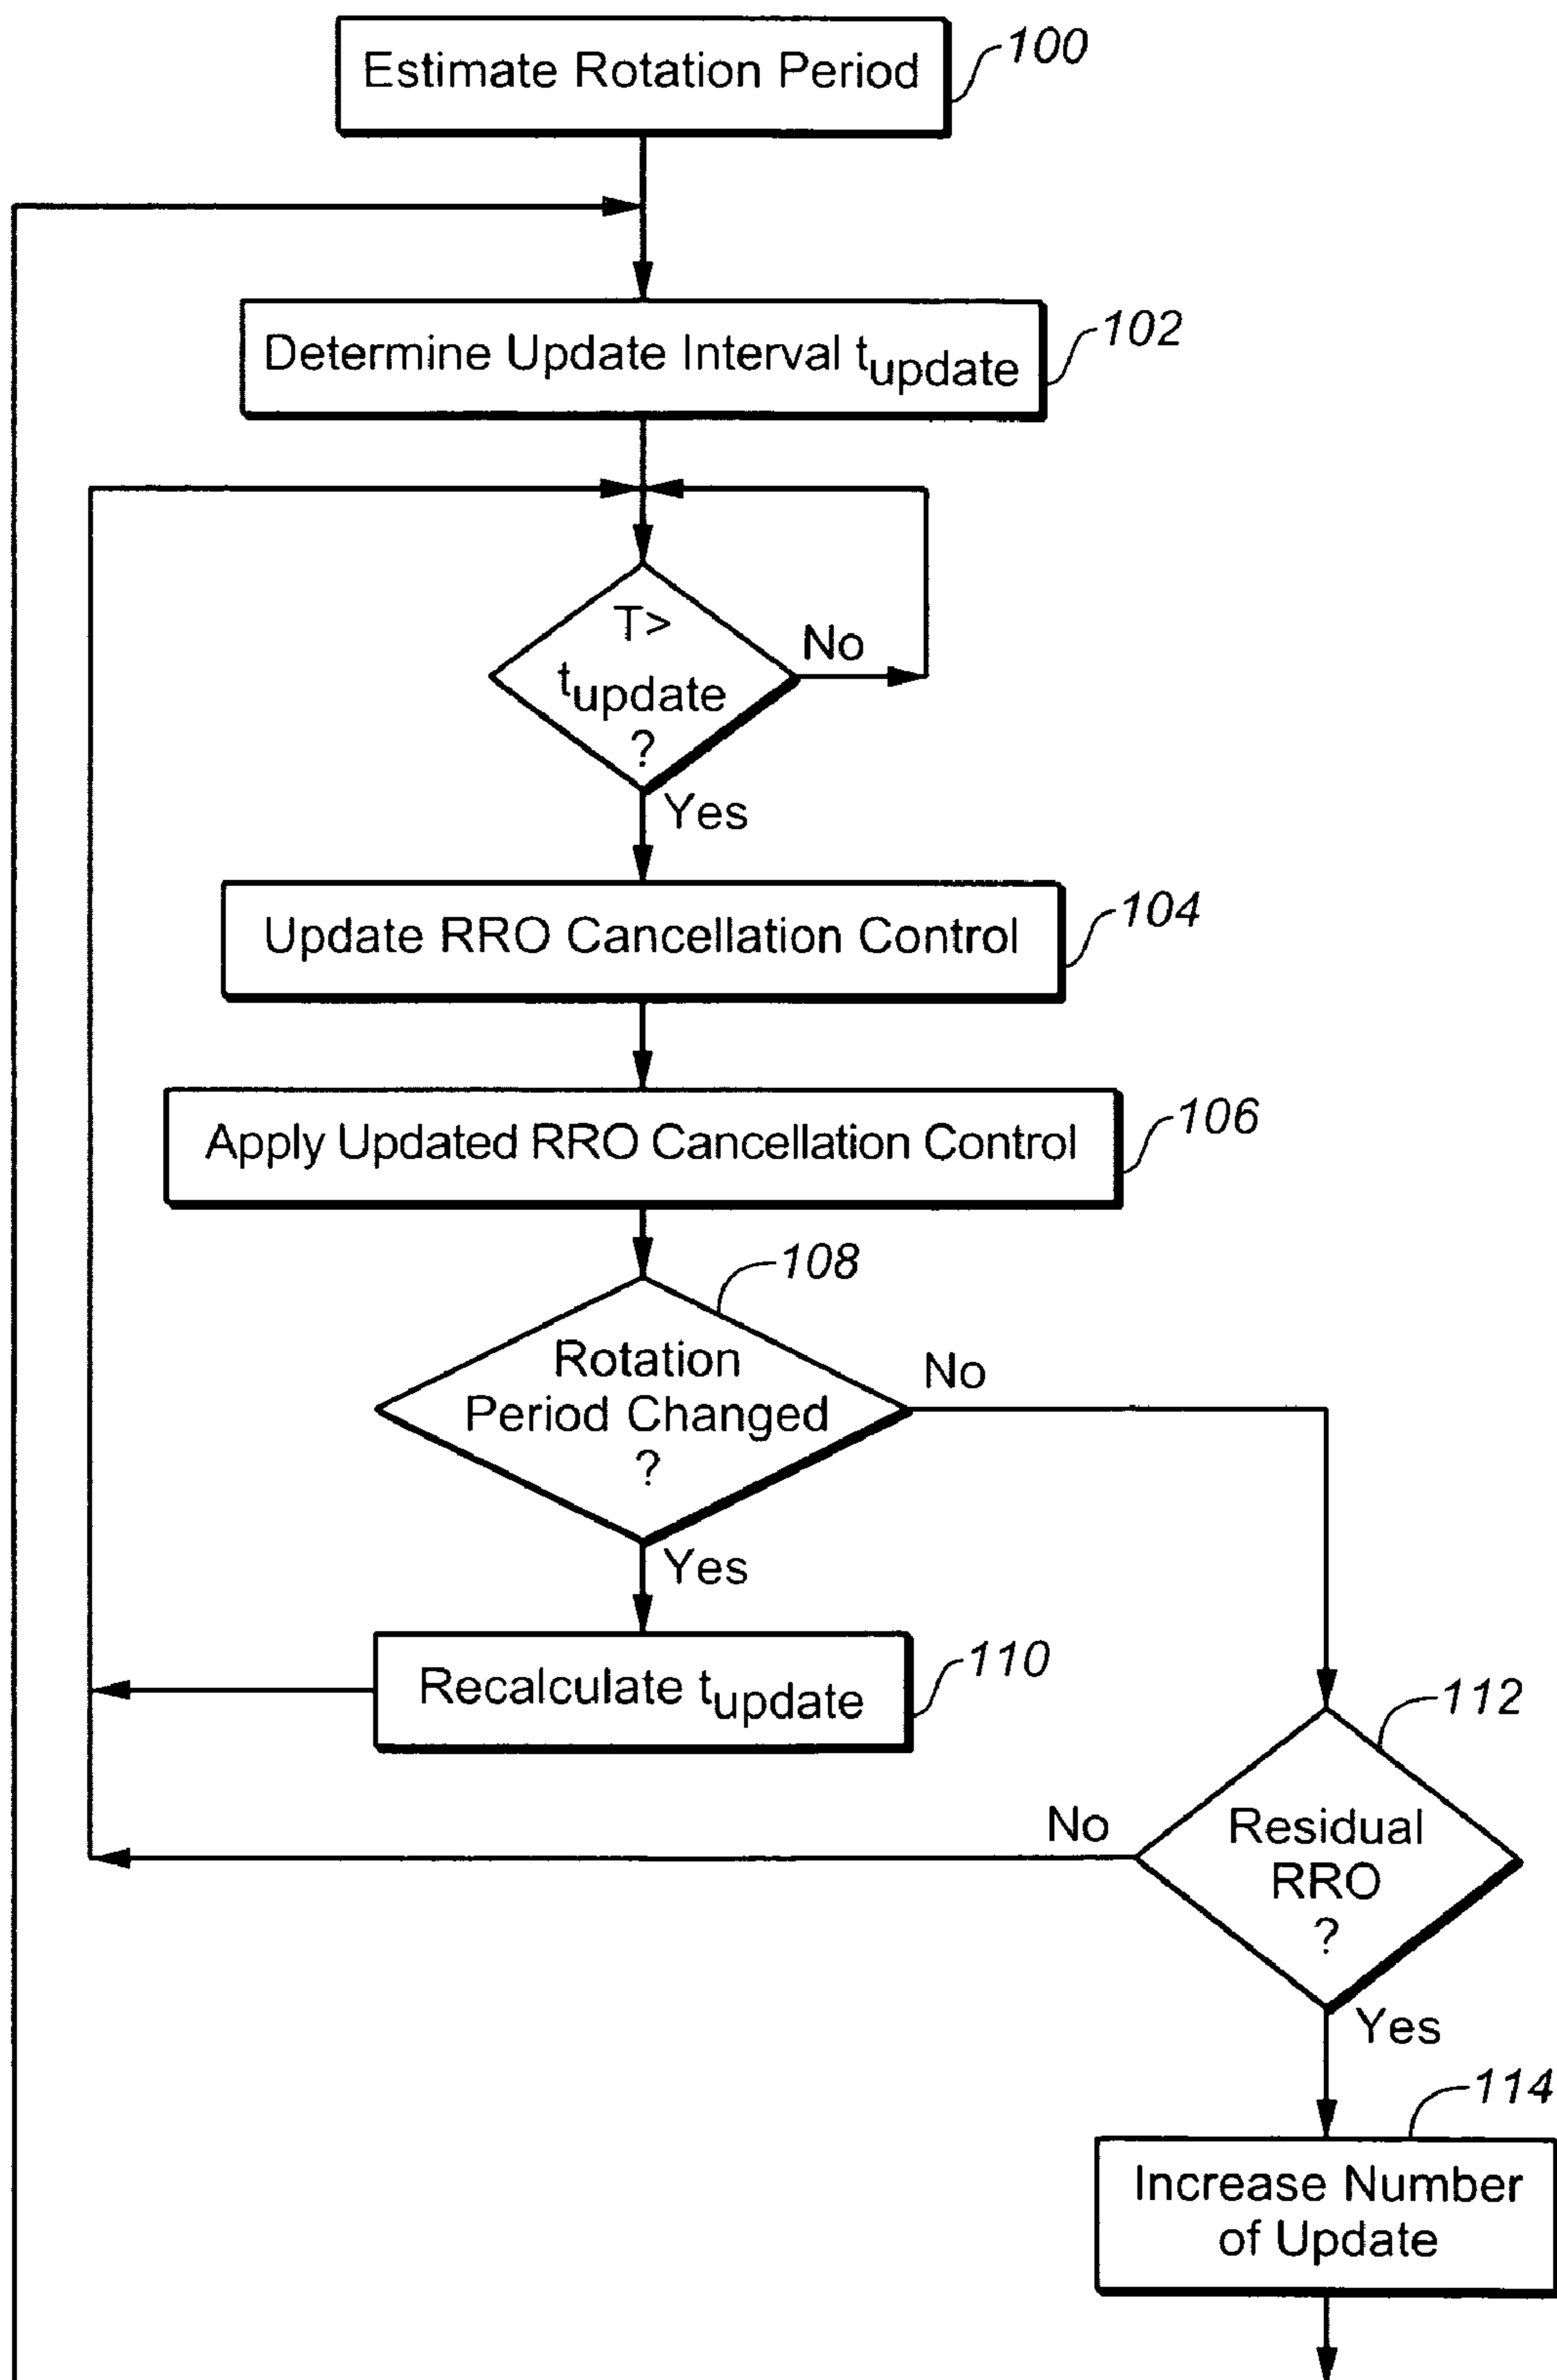 Estimate Rotation Period
100
Determine Update Interval tupdate
102
T>
tupdate
?
No
Yes
Update RRO Cancellation Control
104
Apply Updated RRO Cancellation Control
106
108
Rotation
Period Changed
?
No
Yes
Recalculate tupdate
110
112
Residual
RRO
?
No
Yes
114
Increase Number
of Update